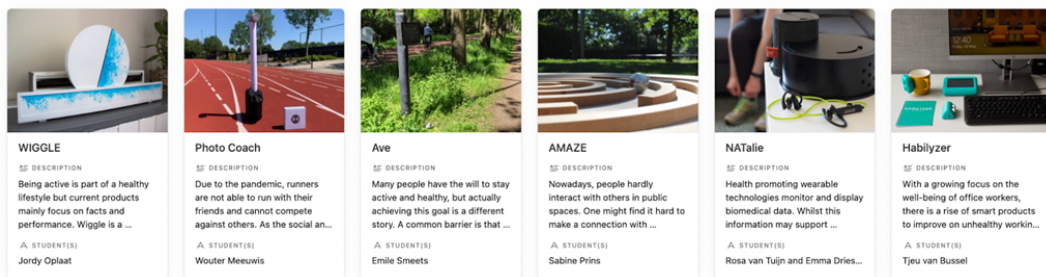 WIGGLE
DESCRIPTION
Being active is part of a healthy
lifestyle but current products
mainly focus on facts and
performance. Wiggle is a ...
STUDENT(S)
Jordy Oplaat
Photo Coach
DESCRIPTION
Due to the pandemic, runners
are not able to run with their
friends and cannot compete
against others. As the social an...
STUDENT(S)
Wouter Meeuwis
Ave
DESCRIPTION
Many people have the will to stay
active and healthy, but actually
achieving this goal is a different
story. A common barrier is that ...
STUDENT(S)
Emile Smeets
AMAZE
DESCRIPTION
Nowadays, people hardly
interact with others in public
spaces. One might find it hard to
make a connection with ...
STUDENT(S)
Sabine Prins
NATalie
DESCRIPTION
Health promoting wearable
technologies monitor and display
biomedical data. Whilst this
information may support ...
STUDENT(S)
Rosa van Tuijn and Emma Dries...
12:40
Habilyzer
DESCRIPTION
With a growing focus on the
well-being of office workers,
there is a rise of smart products
to improve on unhealthy workin...
STUDENT(S)
Tjeu van Bussel